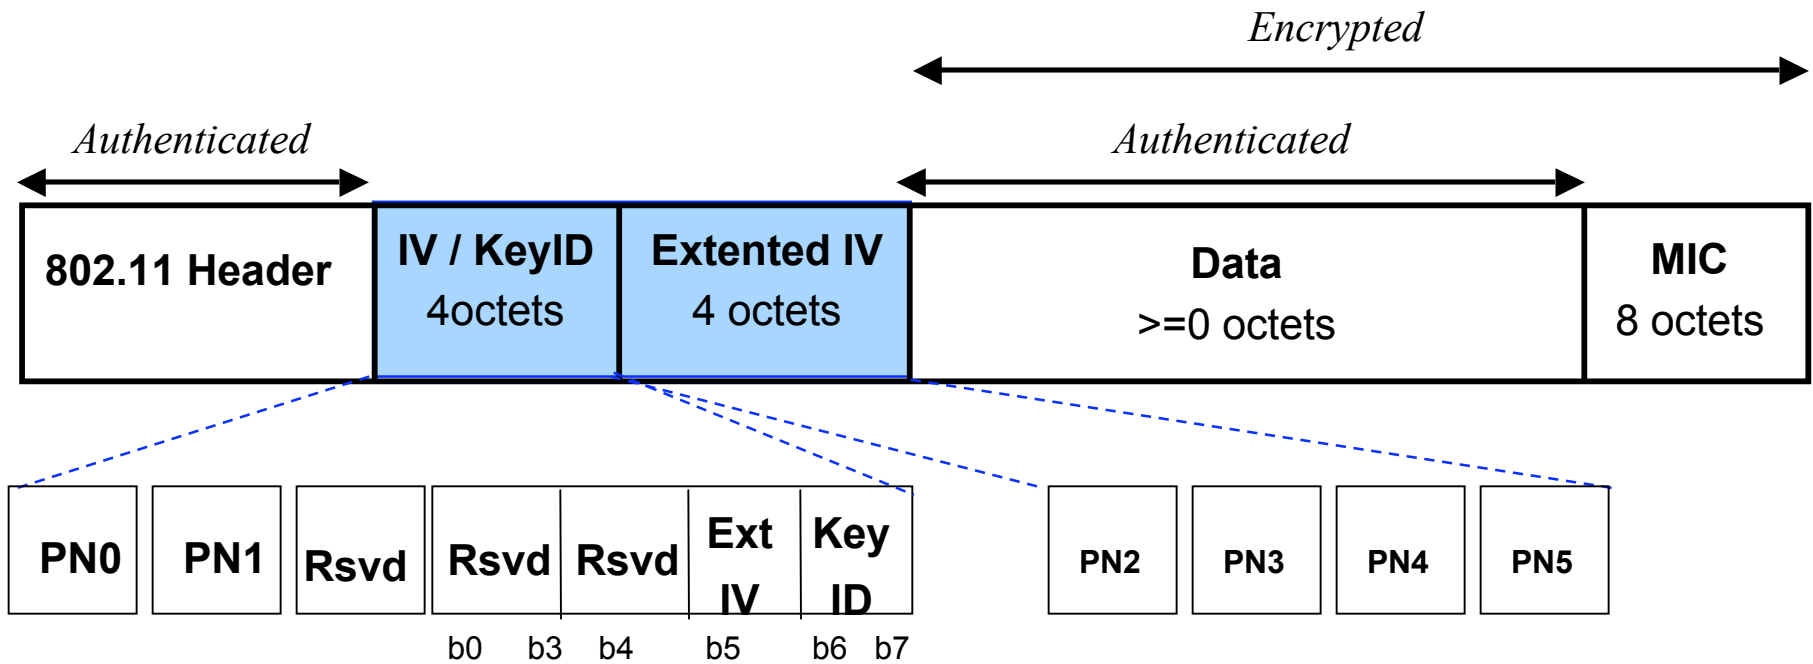 Encrypted
Authenticated
Authenticated
802.11 Header
IV / KeyID
4octets
Extented IV
4 octets
Data
>=0 octets
MIC
8 octets
PN0
PN1
Rsvd
Rsvd
Rsvd
Ext
IV
Key
ID
PN2
PN3
PN4
PN5
b0 b3 b4 b5 b6 b7